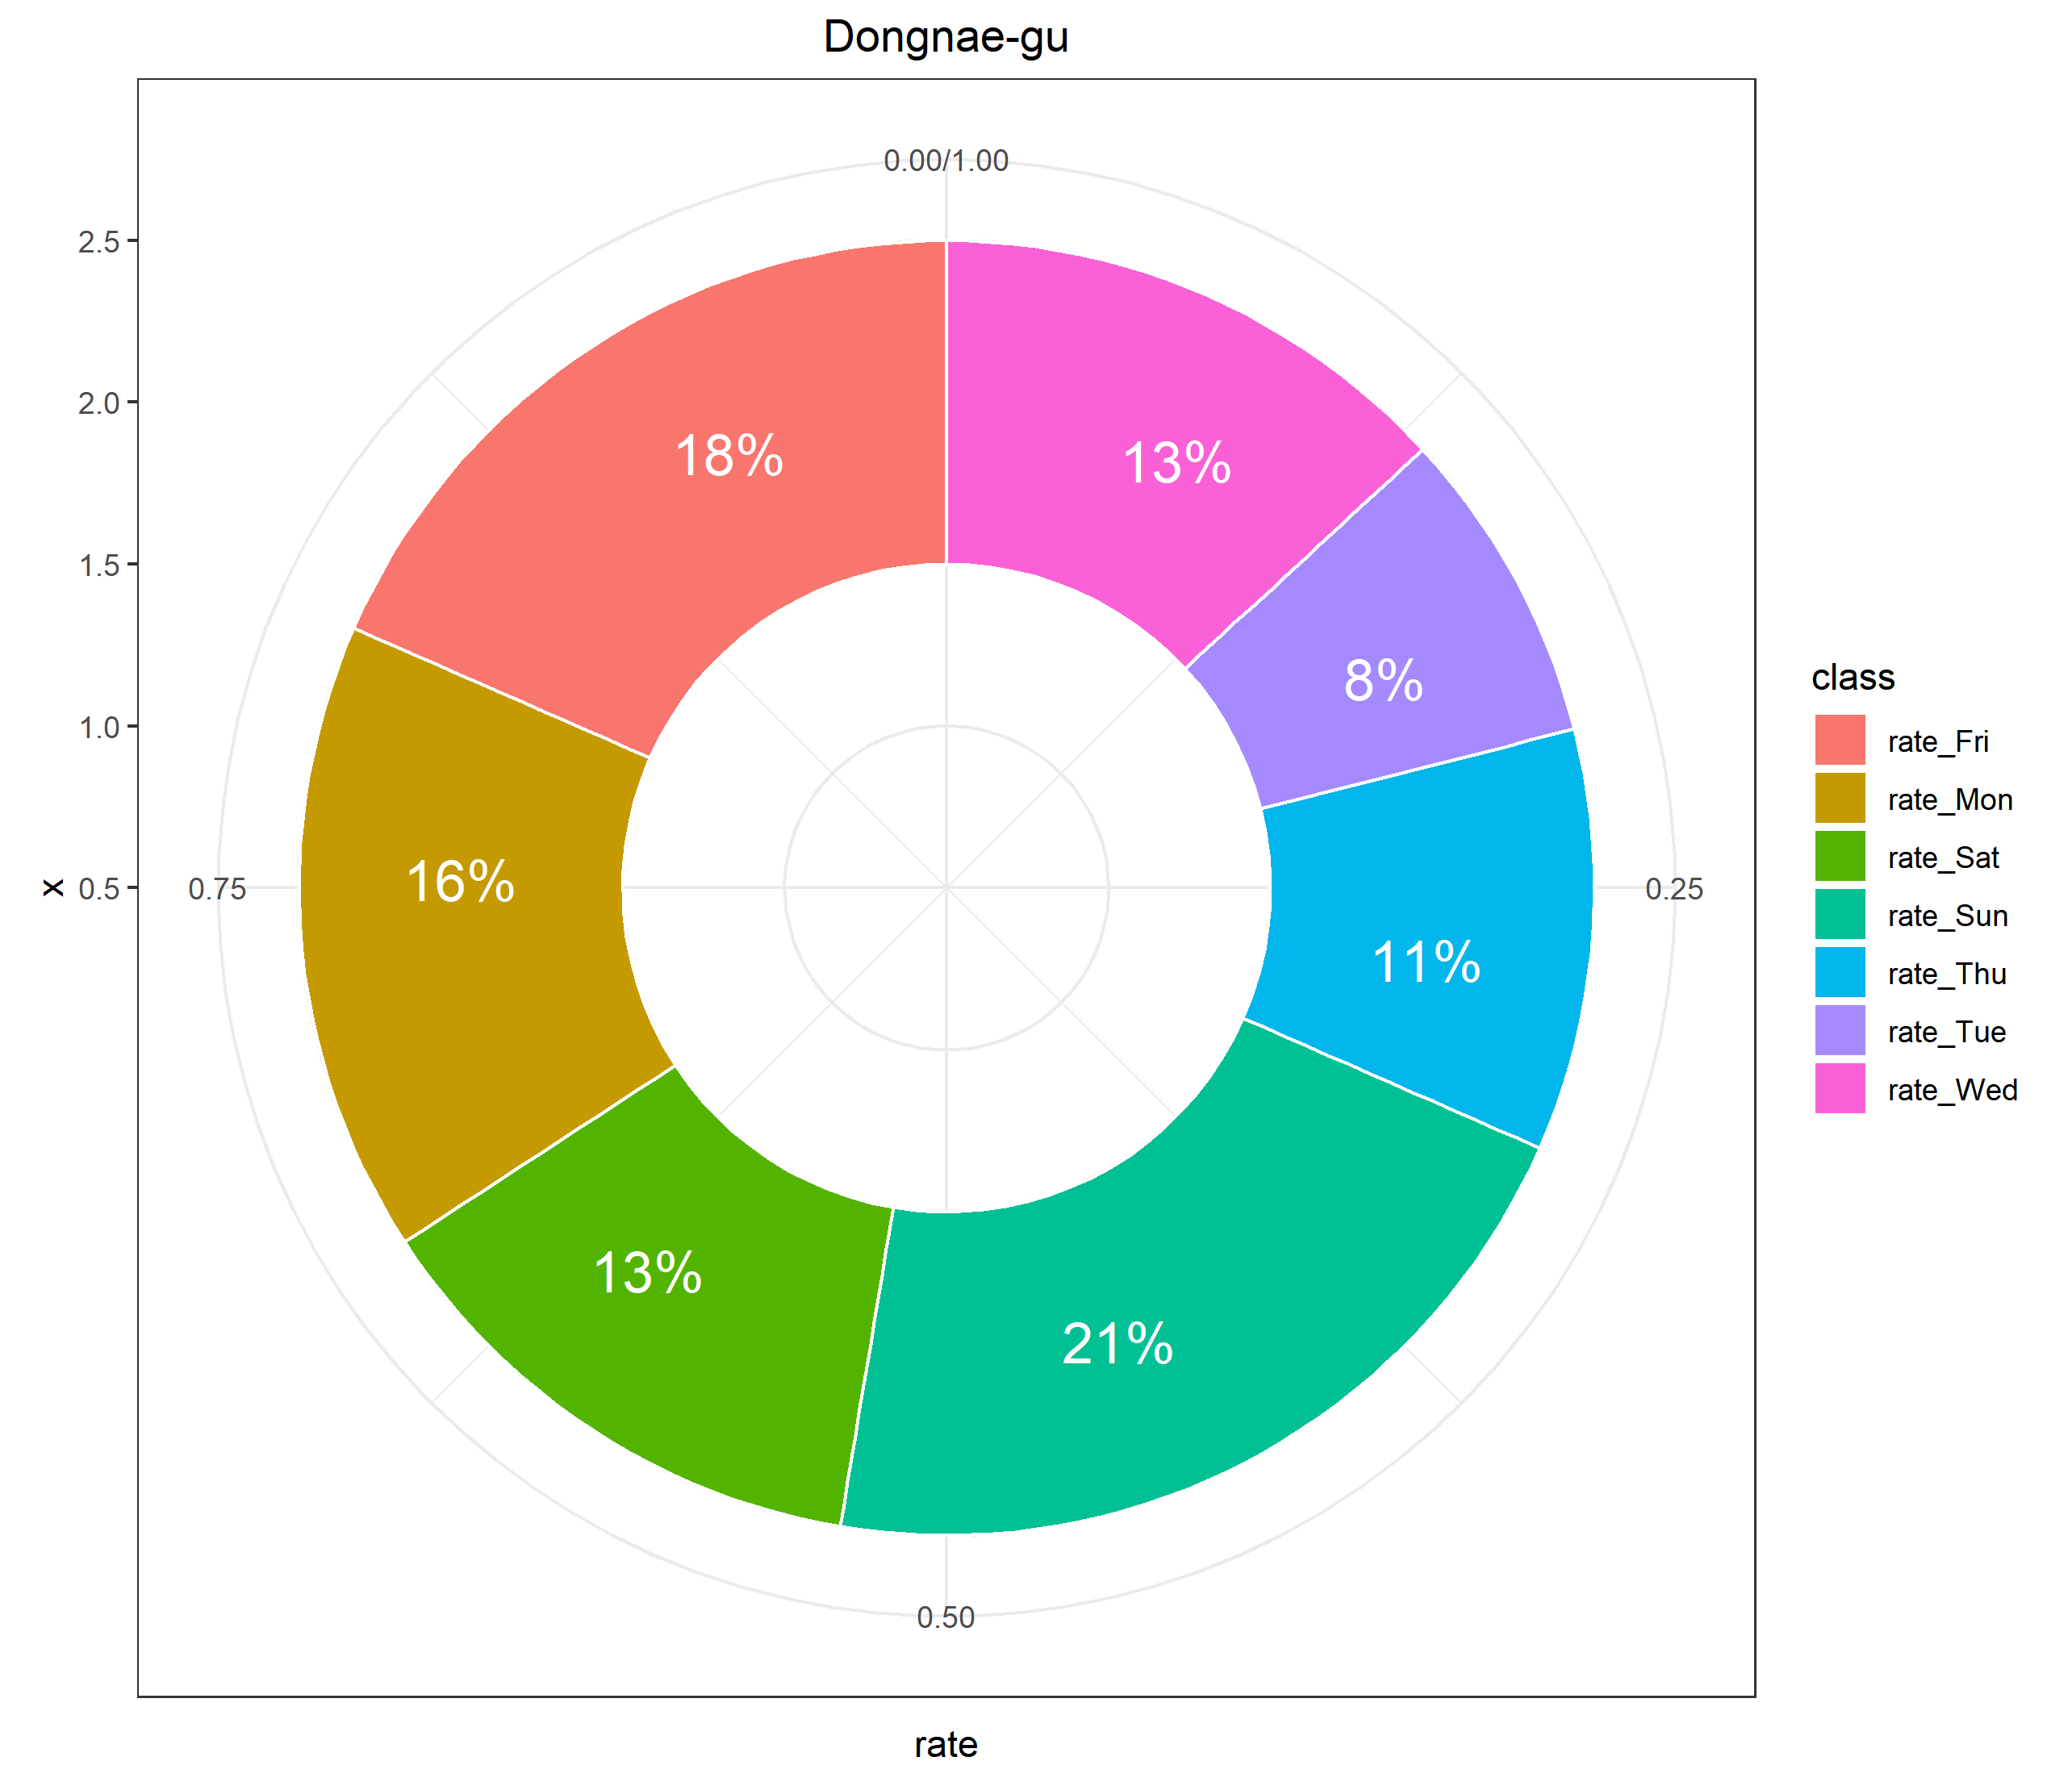 Dongnae-gu
0.00/1.00
2.5
2.0
1.5
1.0
0.5
x
0.75
0.25
0.50
18%
13%
8%
16%
11%
13%
21%
rate
class
rate_Fri
rate_Mon
rate_Sat
rate_Sun
rate_Thu
rate_Tue
rate_Wed